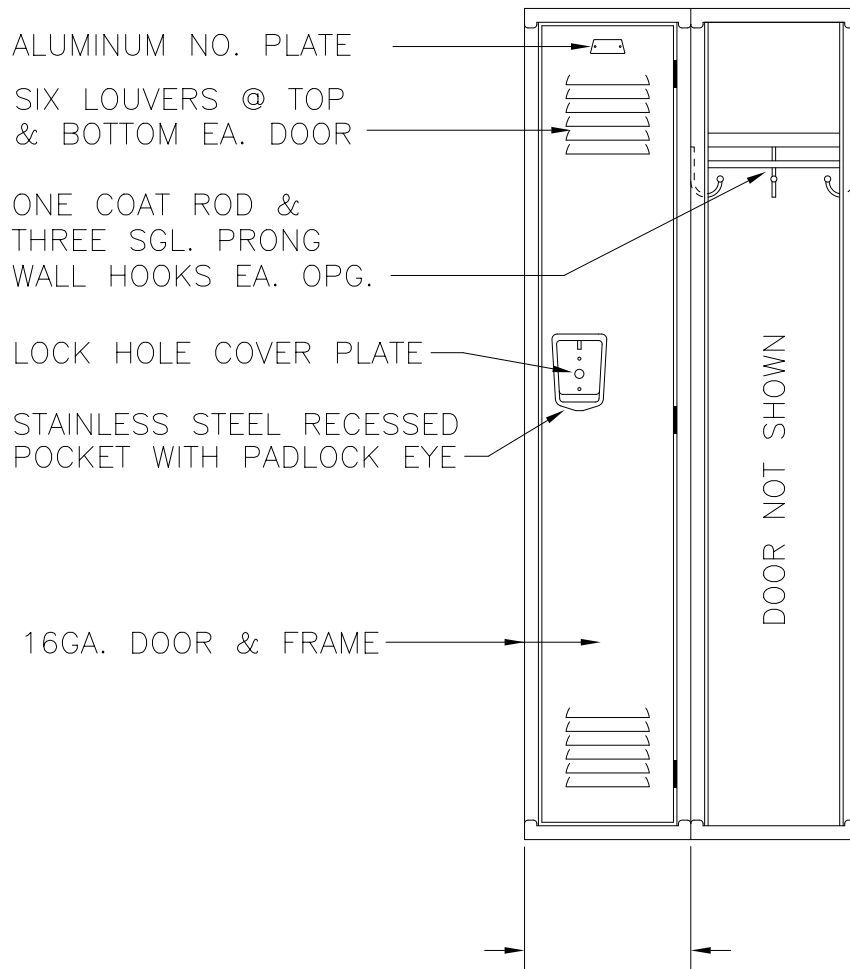 ALUMINUM NO. PLATE
SIX LOUVERS @ TOP
& BOTTOM EA. DOOR
ONE COAT ROD &
THREE SGL. PRONG
WALL HOOKS EA. OPG.
LOCK HOLE COVER PLATE
STAINLESS STEEL RECESSED
POCKET WITH PADLOCK EYE
16GA. DOOR & FRAME
DOOR NOT SHOWN